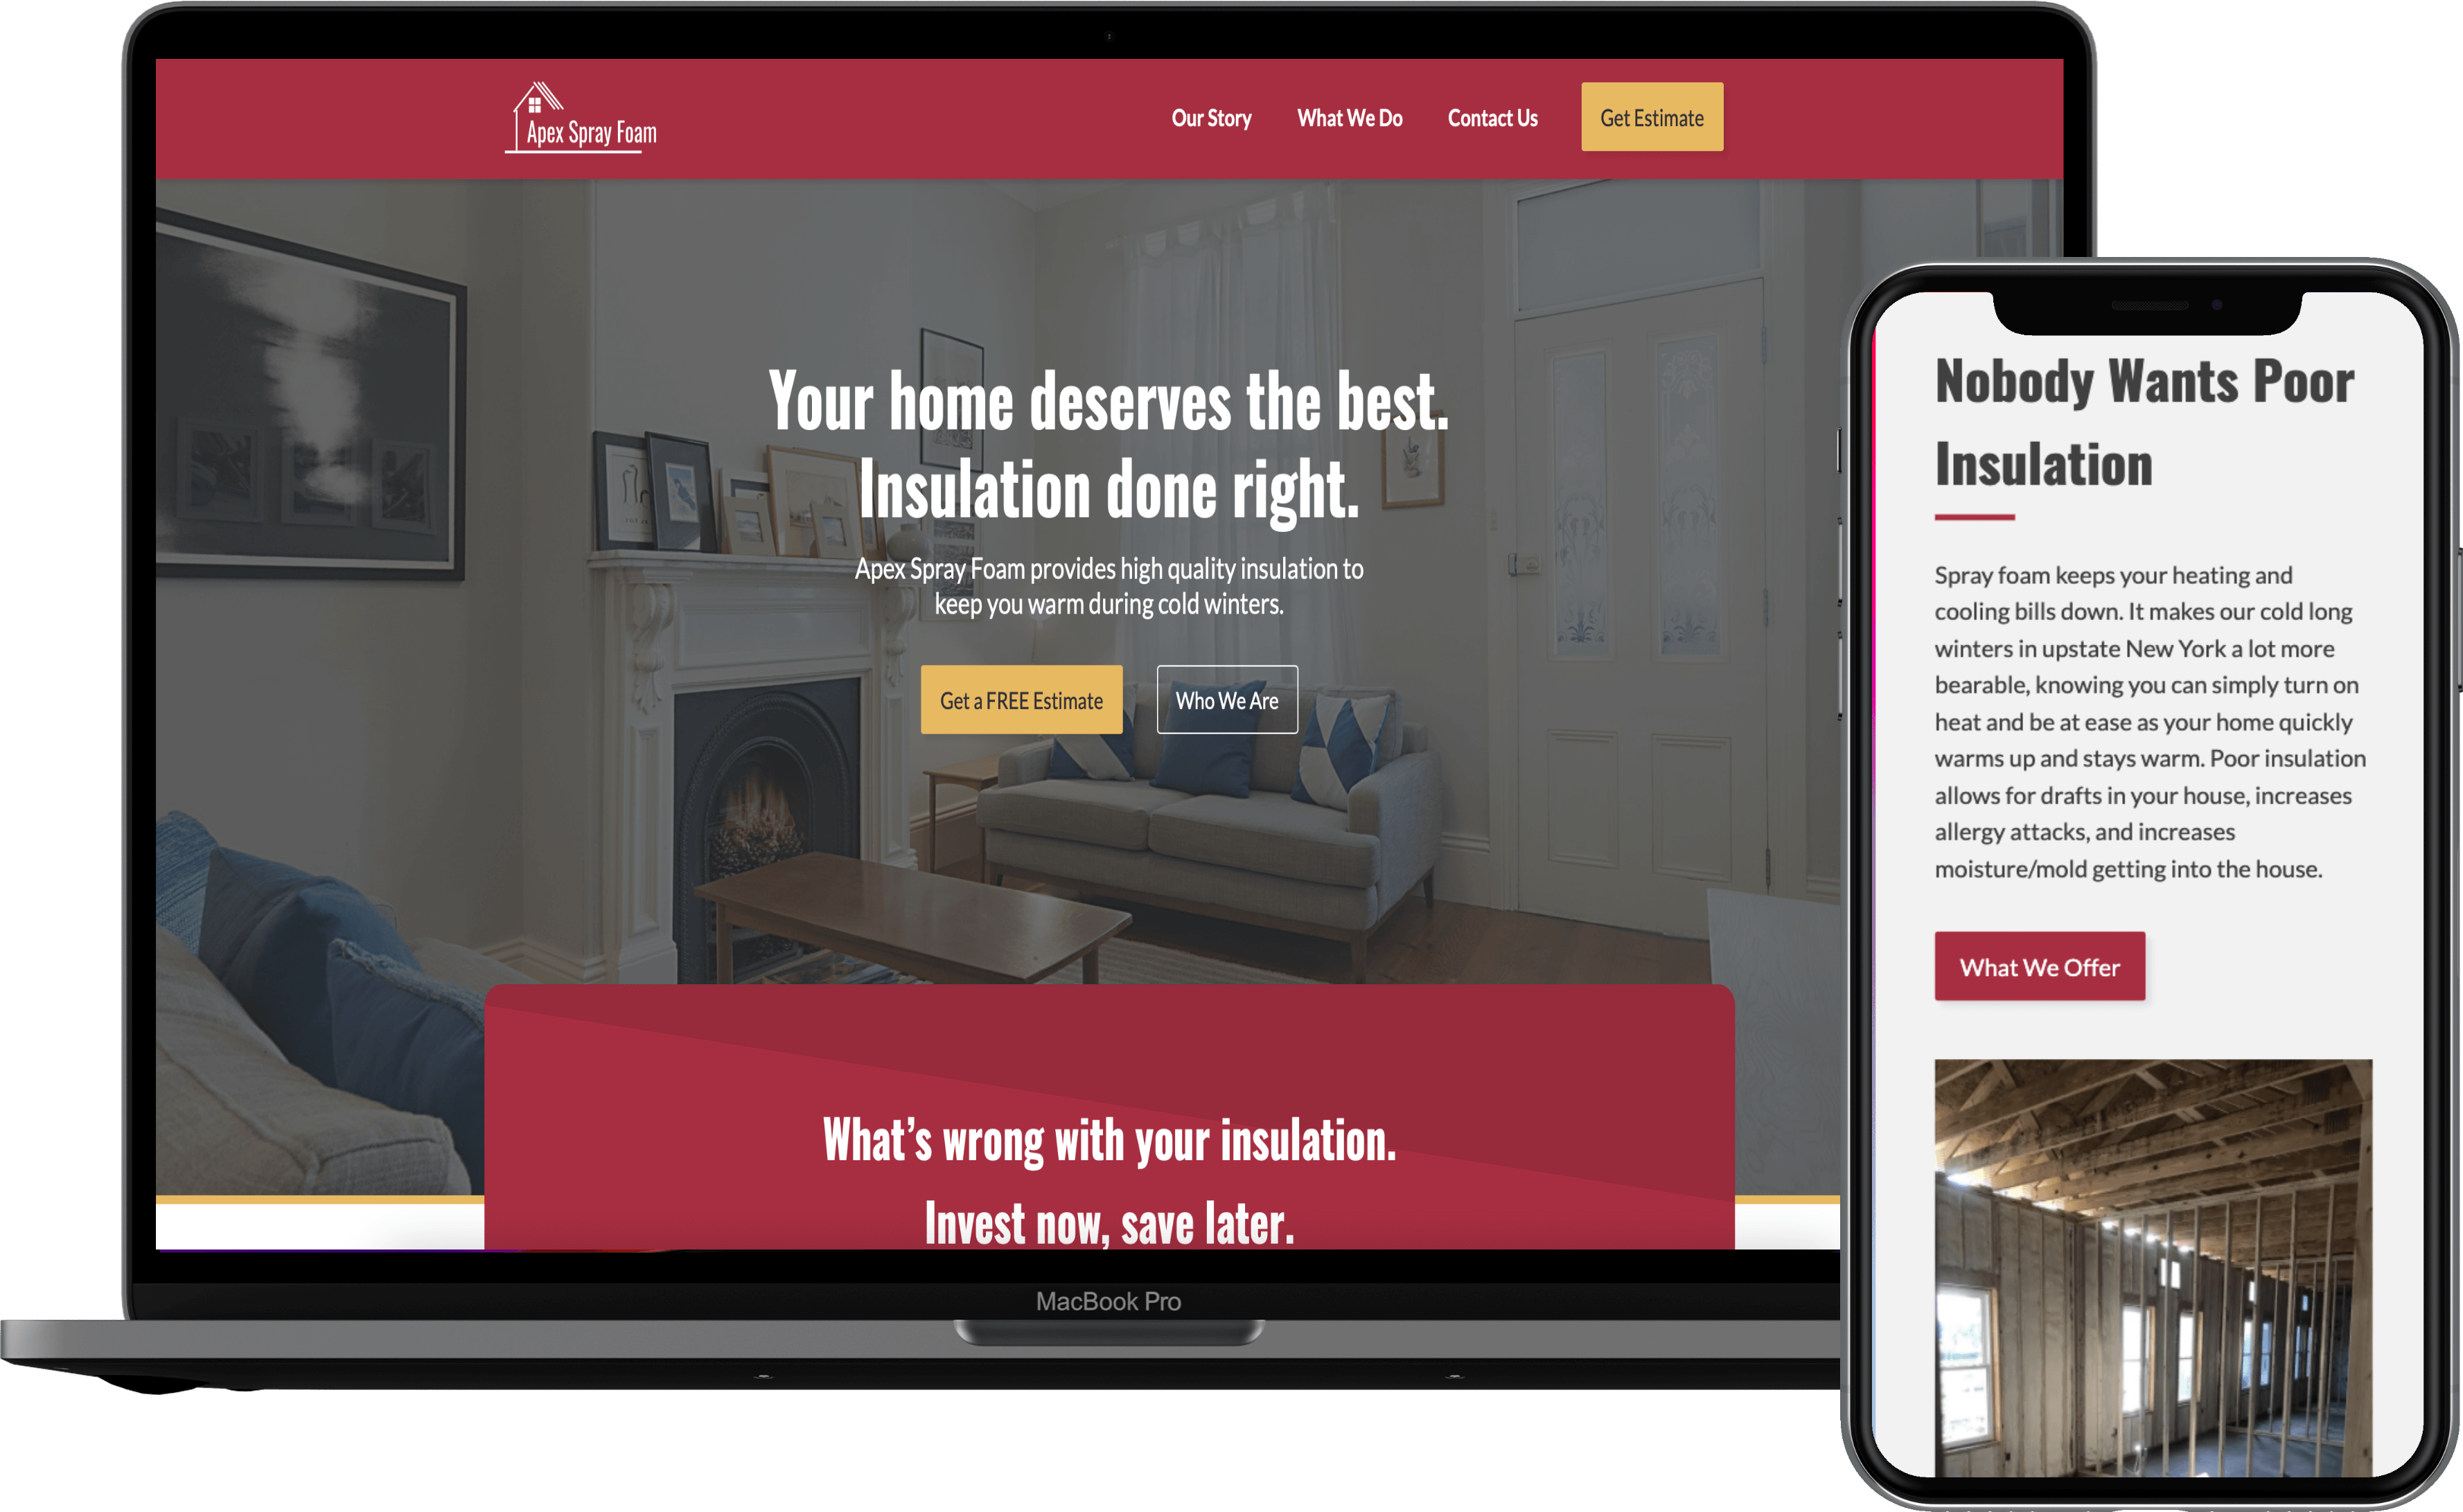 Apex Spray Foam
Our Story
What We Do
Contact Us
Get Estimate
Your home deserves the best.
Insulation done right.
Apex Spray Foam provides high quality insulation to
keep you warm during cold winters.
Get a FREE Estimate
Who We Are
What's wrong with your insulation.
Invest now, save later.
MacBook Pro
Nobody Wants Poor
Insulation
Spray foam keeps your heating and
cooling bills down. It makes our cold long
winters in upstate New York a lot more
bearable, knowing you can simply turn on
heat and be at ease as your home quickly
warms up and stays warm. Poor insulation
allows for drafts in your house, increases
allergy attacks, and increases
moisture/mold getting into the house.
What We Offer